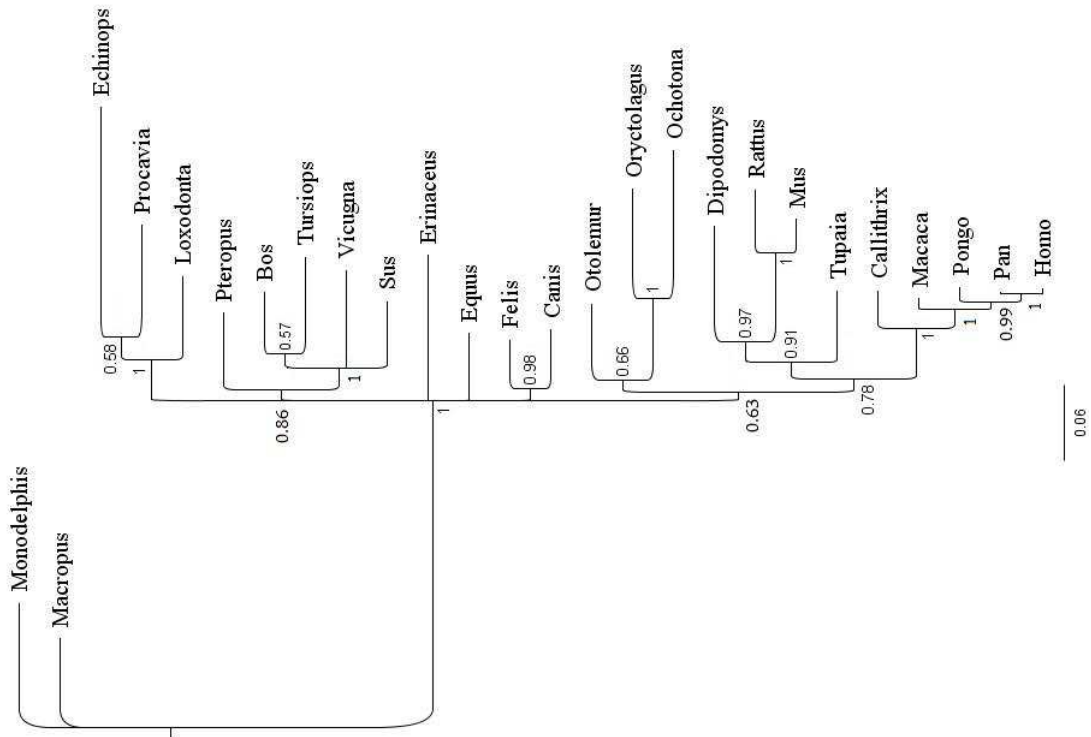 Monodelphis
Macropus
Echinops
Procavia
Loxodonta
Pteropus
Bos
Tursiops
Vicugna
Sus
Erinaceus
Equus
Felis
Canis
Otolemur
Oryctolagus
Ochotona
Dipodomys
Rattus
Mus
Tupaia
Callithrix
Macaca
Pongo
Pan
Homo
0.58
1
0.86
0.57
1
1
0.98
0.66
1
0.63
0.97
1
0.91
0.78
1
1
0.99
1
0.06